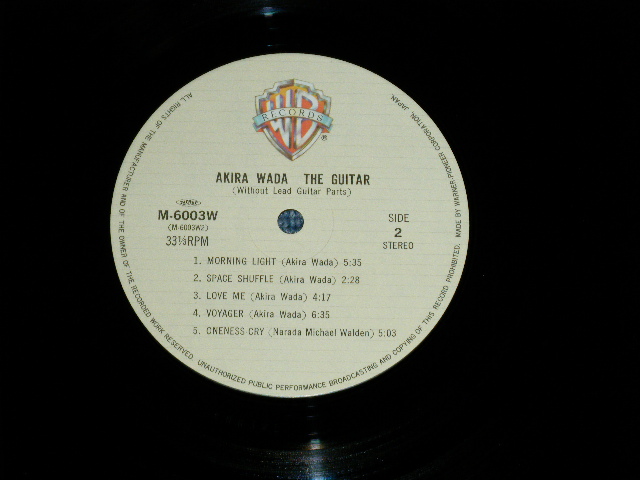 WB
RECORDS
®
AKIRA WADA THE GUITAR
(Without Lead Guitar Parts)
M-6003W
(M-6003W2)
33⅓RPM
SIDE
2
STEREO
1. MORNING LIGHT (Akira Wada) 5:35
2. SPACE SHUFFLE (Akira Wada) 2:28
3. LOVE ME (Akira Wada) 4:17
4. VOYAGER (Akira Wada) 6:35
5. ONENESS-CRY (Narada Michael Walden) 5:03
ALL RIGHTS OF THE MANUFACTURER AND OF THE OWNER OF THE RECORDED WORK RESERVED. UNAUTHORIZED PUBLIC PERFORMANCE BROADCASTING AND COPYING OF THIS RECORD PROHIBITED. MADE BY WARNER-PIONEER CORPORATION, JAPAN.